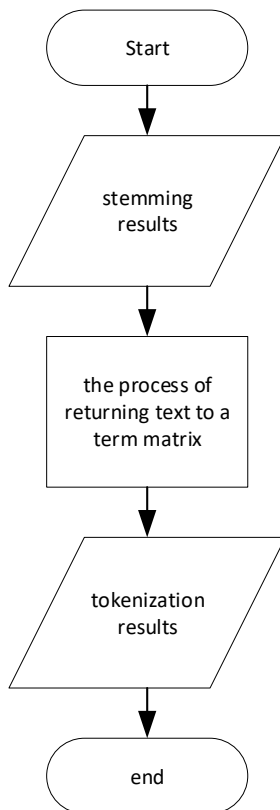 Start
stemming
results
the process of
returning text to a
term matrix
tokenization
results
end